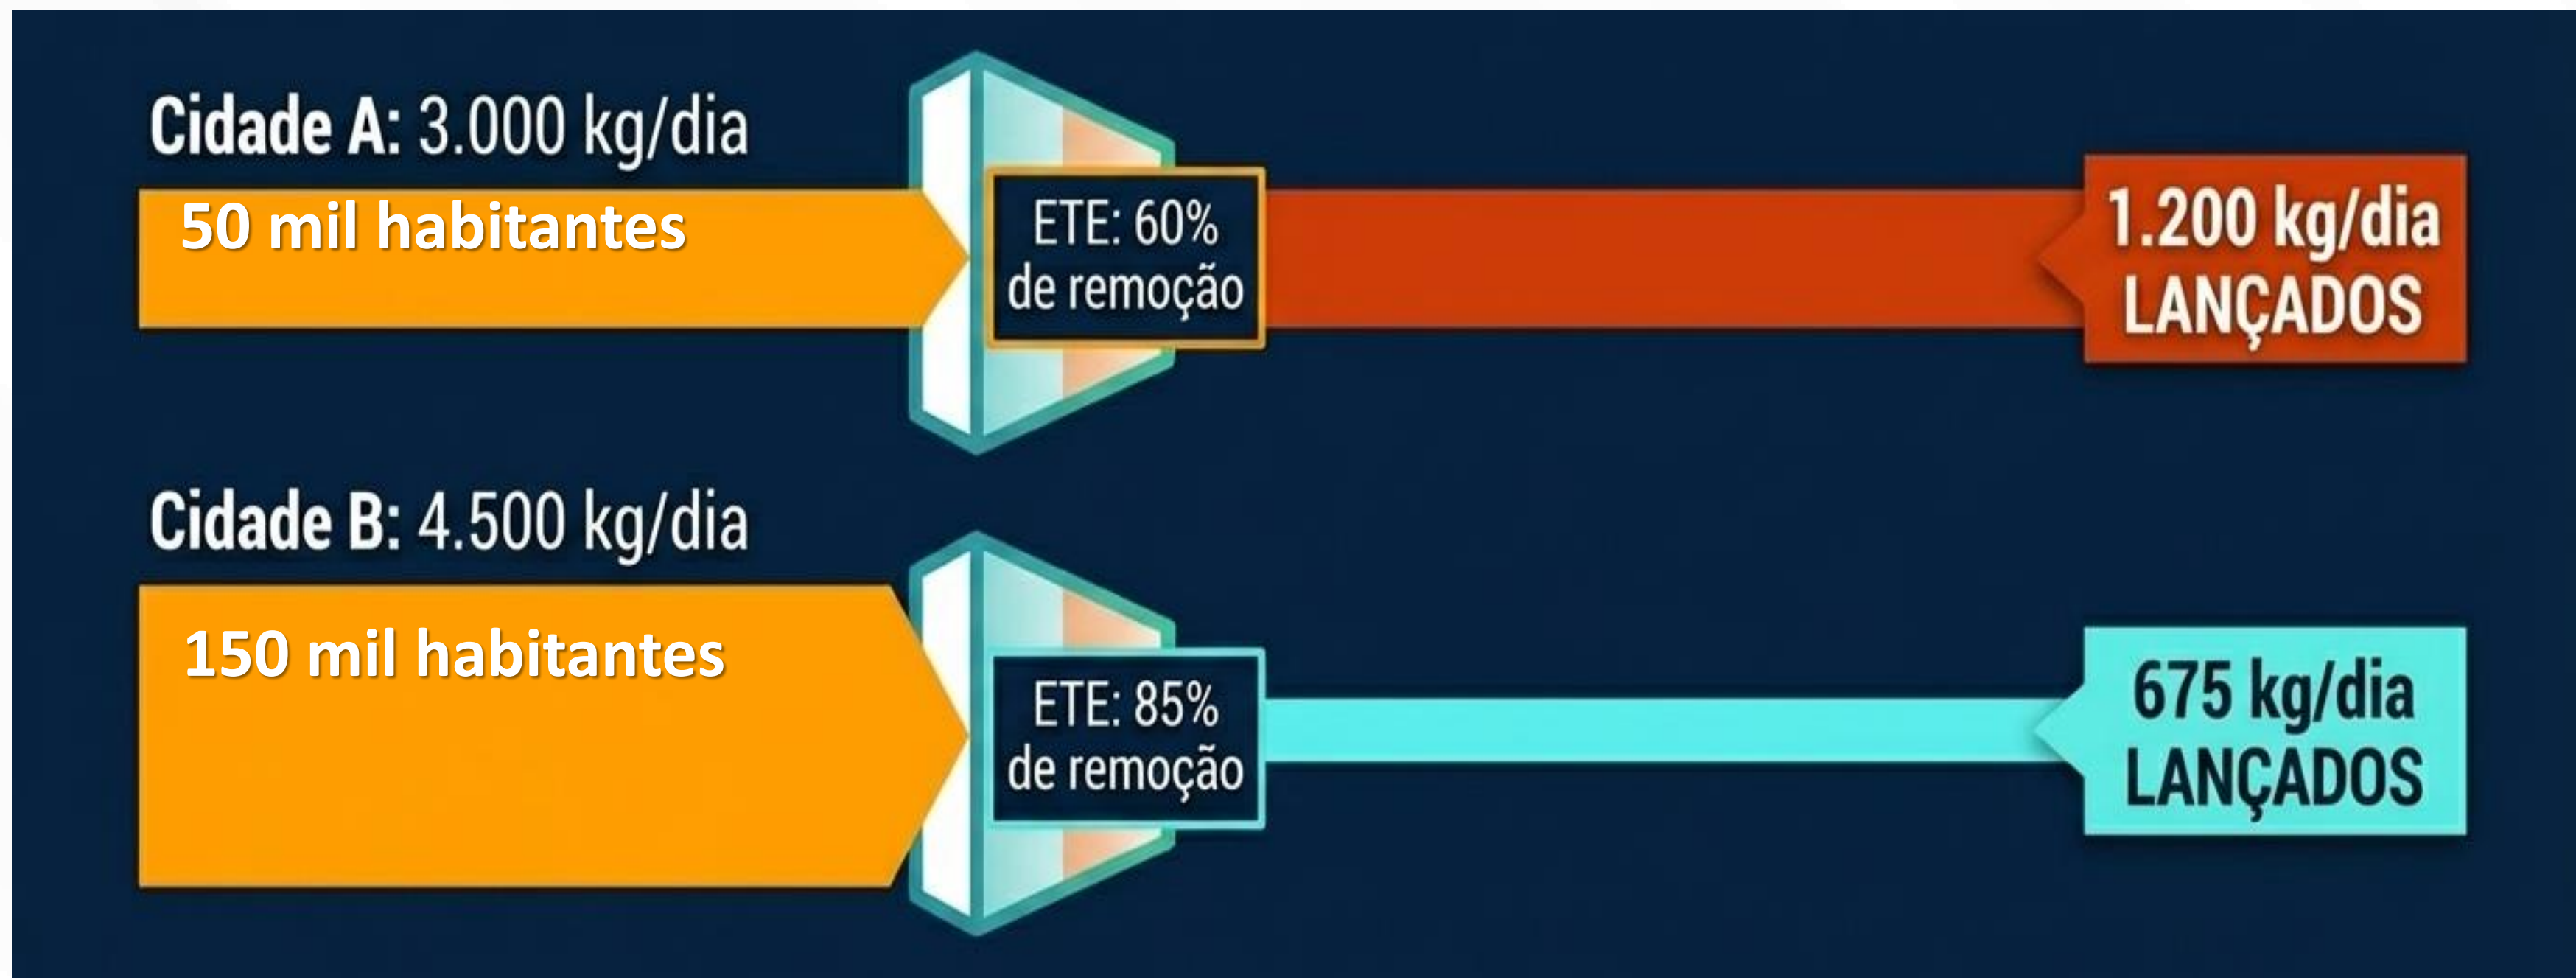 Cidade A: 3.000 kg/dia
50 mil habitantes
ETE: 60%
de remoção
1.200 kg/dia
LANÇADOS
Cidade B: 4.500 kg/dia
150 mil habitantes
ETE: 85%
de remoção
675 kg/dia
LANÇADOS